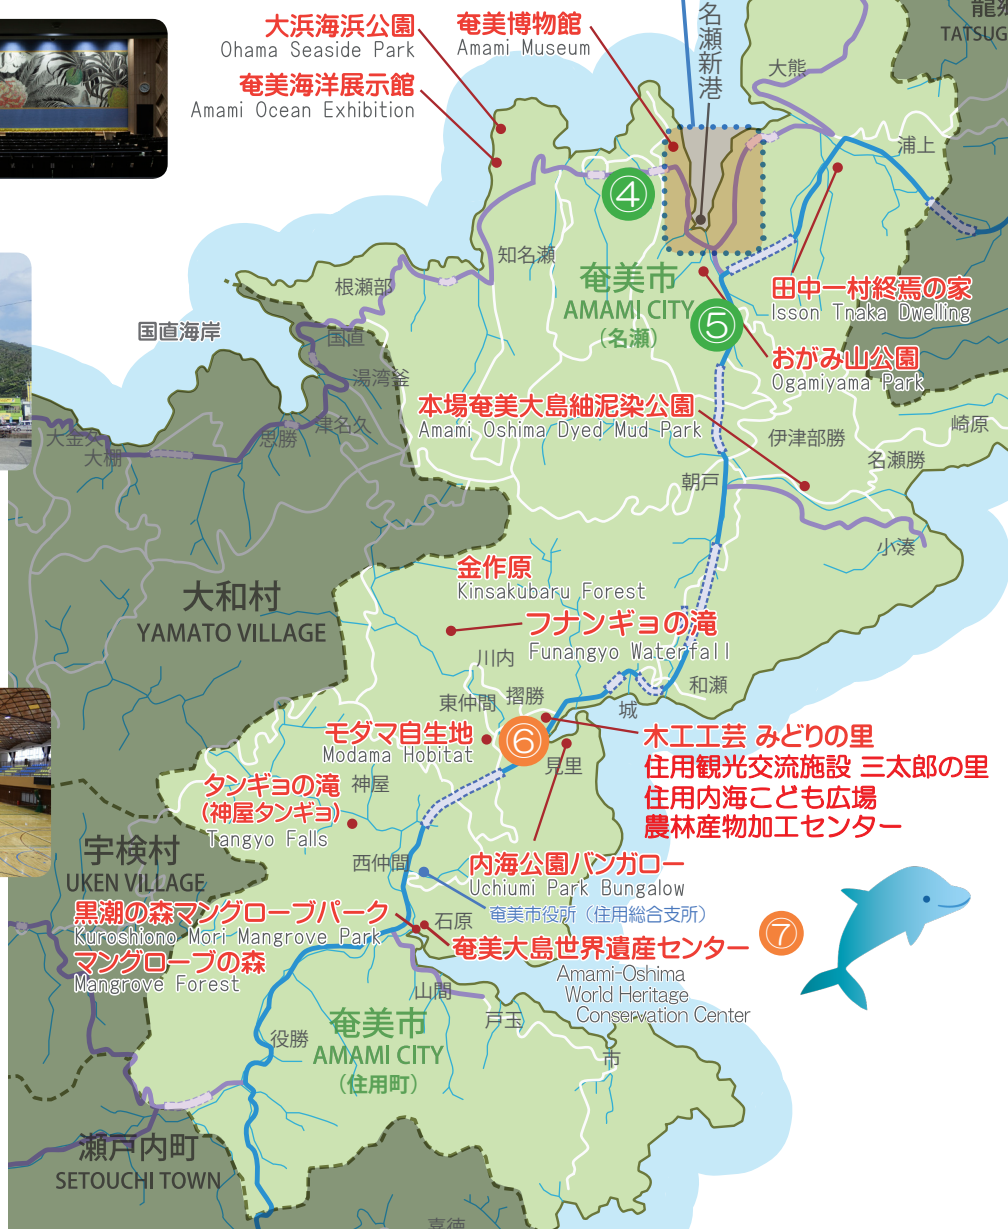 大浜海浜公園
Ohama Seaside Park
奄美海洋展示館
Amami Ocean Exhibition
奄美博物館
Amami Museum
名瀬新港
大熊
TATSUG
浦上
④
知名瀬
根瀬部
国直海岸
国直
湯湾釜
津名久
思勝
大棚
奄美市
AMAMI CITY
(名瀬)
⑤
田中一村終焉の家
Isson Tnaka Dwelling
おがみ山公園
Ogamiyama Park
本場奄美大島紬泥染公園
Amami Oshima Dyed Mud Park
伊津部勝
崎原
名瀬勝
朝戸
小湊
大和村
YAMATO VILLAGE
金作原
Kinsakubaru Forest
フナンギョの滝
Funangyo Waterfall
川内
東仲間
摺勝
城
和瀬
⑥
見里
モダマ自生地
Modama Hobitat
木工工芸 みどりの里
住用観光交流施設 三太郎の里
住用内海こども広場
農林産物加工センター
タンギョの滝
(神屋タンギョ)
Tangyo Falls
神屋
西仲間
宇検村
UKEN VILLAGE
内海公園バンガロー
Uchiumi Park Bungalow
奄美市役所（住用総合支所）
黒潮の森マングローブパーク
Kuroshiono Mori Mangrove Park
マングローブの森
Mangrove Forest
石原
奄美大島世界遺産センター
Amami-Oshima
World Heritage
Conservation Center
⑦
山間
戸玉
市
役勝
奄美市
AMAMI CITY
(住用町)
瀬戸内町
SETOUCHI TOWN